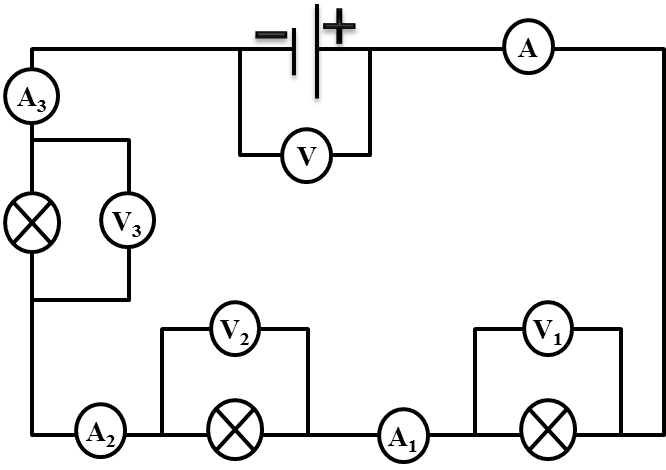 − +
A
A₃
V
V₃
V₂
V₁
A₂
A₁